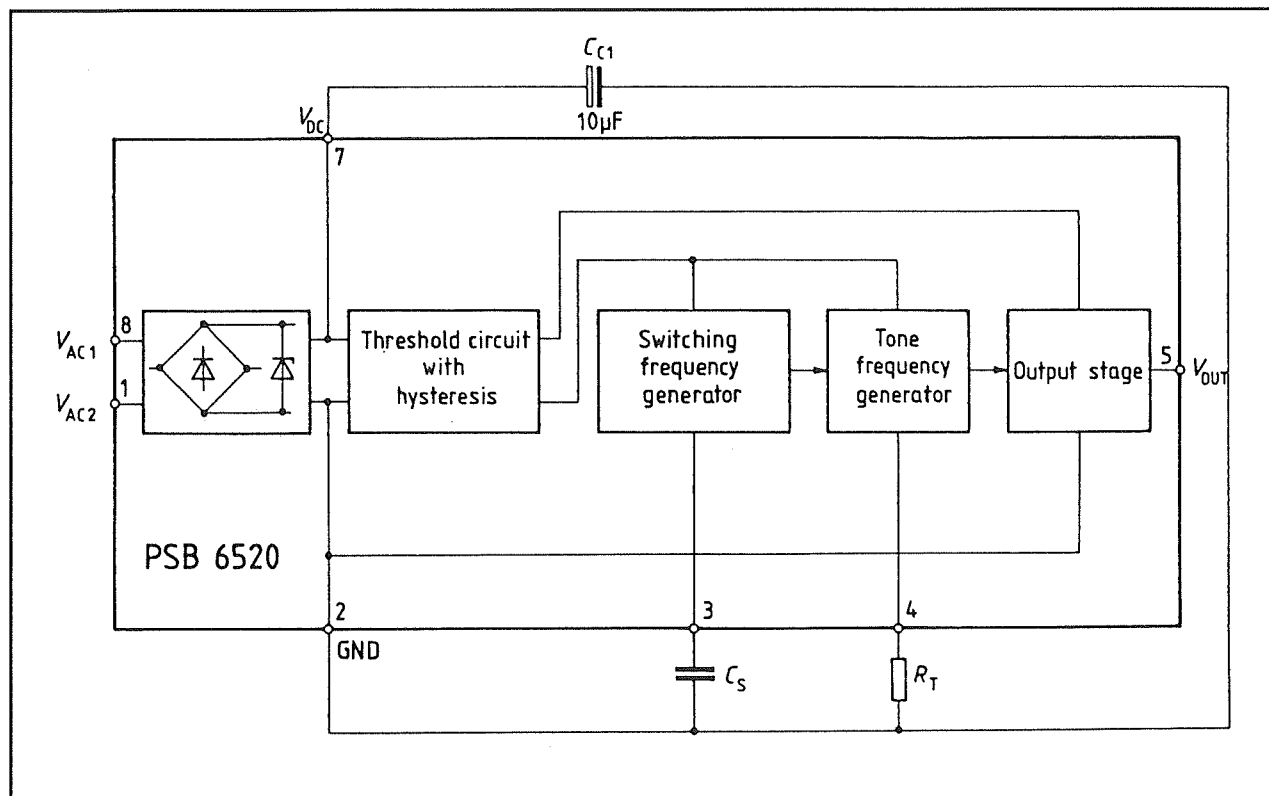 C_C1
10µF
V_DC
7
8
V_AC1
1
V_AC2
Threshold circuit
with
hysteresis
Switching
frequency
generator
Tone
frequency
generator
Output stage
5
V_OUT
PSB 6520
2
GND
3
4
C_S
R_T